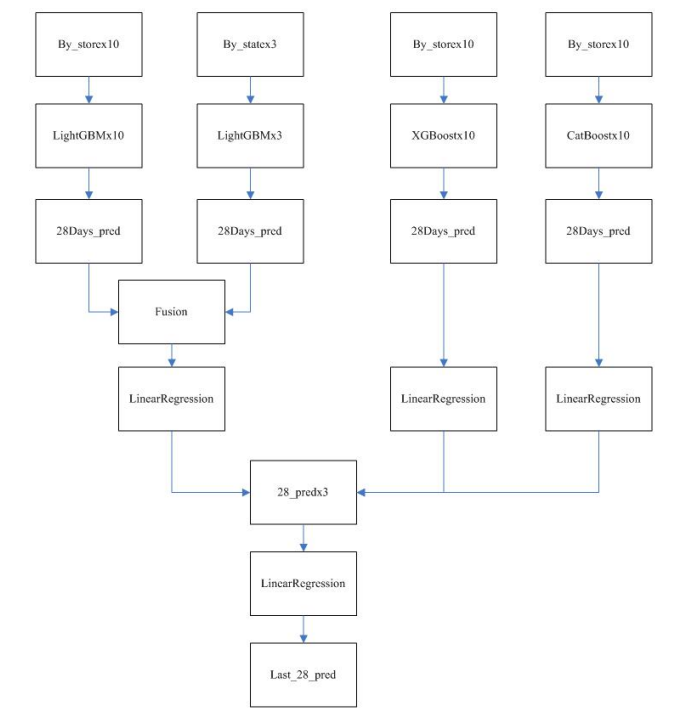 By_storex10
By_statex3
By_storex10
By_storex10
LightGBMx10
LightGBMx3
XGBoostx10
CatBoostx10
28Days_pred
28Days_pred
28Days_pred
28Days_pred
Fusion
LinearRegression
LinearRegression
LinearRegression
28_predx3
LinearRegression
Last_28_pred